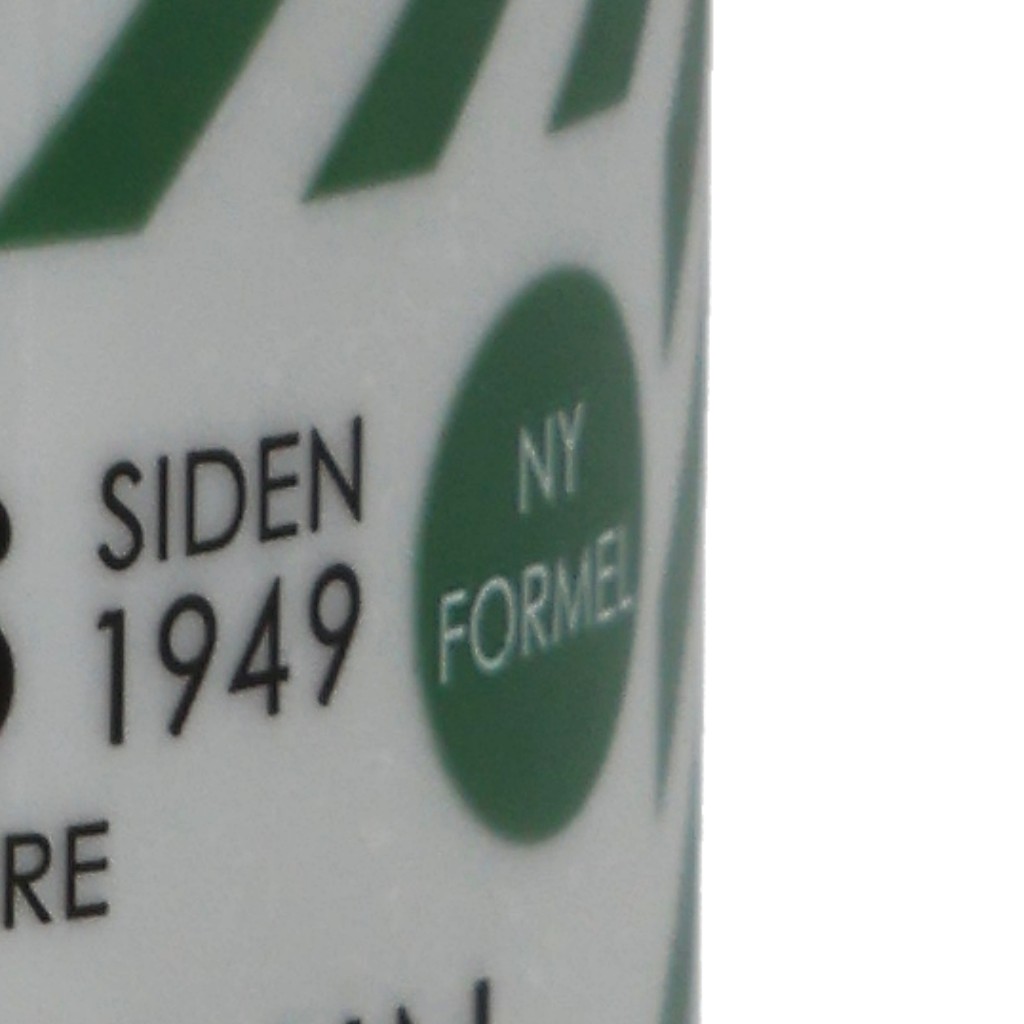 SIDEN
1949
NY
FORMEL
RE